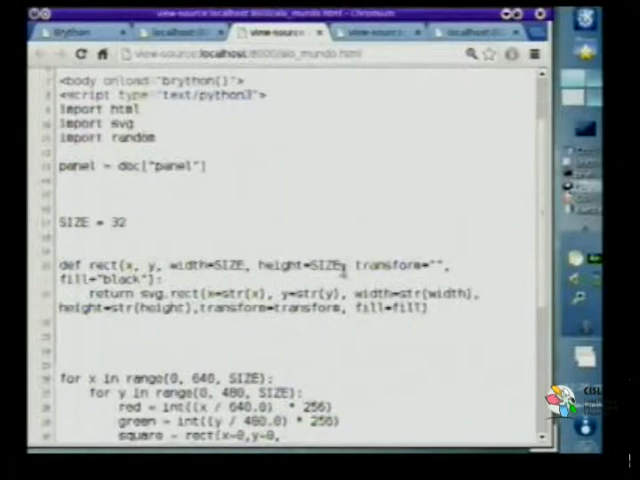 view-source:localhost:8000/alo_mundo.html - Chromium
Brython
localhost:8
view-source:
view-source:
localhost:8
view-source:localhost:8000/alo_mundo.html
<body onload="brython()">
<script type="text/python3">
import html
import svg
import random
panel = doc["panel"]
SIZE = 32
def rect(x, y, width=SIZE, height=SIZE, transform="",
fill="black"):
return svg.rect(x=str(x), y=str(y), width=str(width),
height=str(height),transform=transform, fill=fill)
for x in range(0, 640, SIZE):
for y in range(0, 480, SIZE):
red = int((x / 640.0) * 256)
green = int((y / 480.0) * 256)
square = rect(x=0,y=0,
CISL